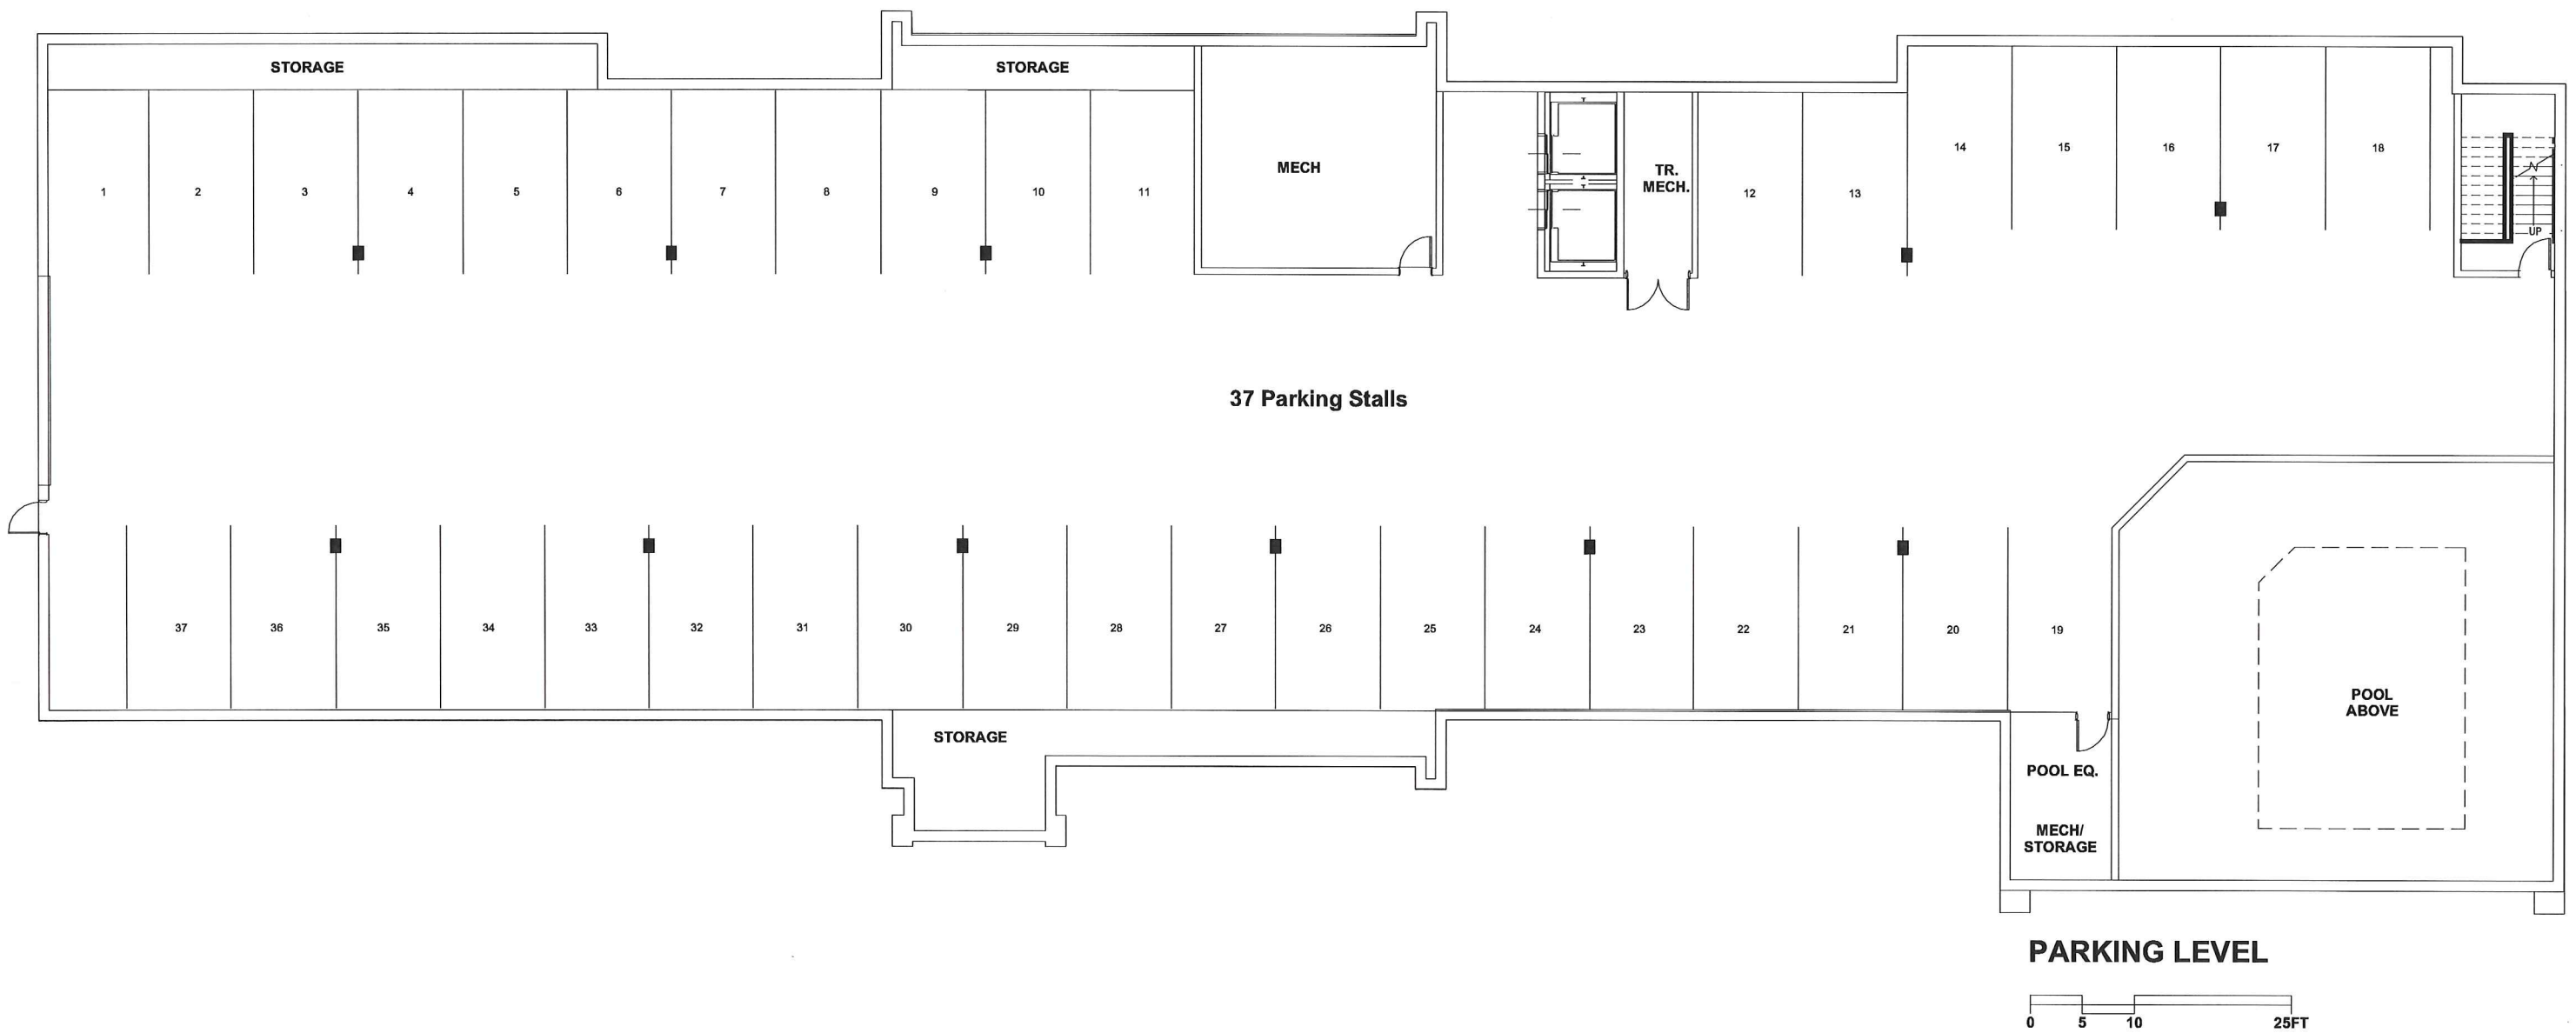 STORAGE
STORAGE
MECH
TR.
MECH.
14
15
16
17
18
1
2
3
4
5
6
7
8
9
10
11
12
13
UP
37 Parking Stalls
37
36
35
34
33
32
31
30
29
28
27
26
25
24
23
22
21
20
19
STORAGE
POOL
ABOVE
POOL EQ.
MECH/
STORAGE
PARKING LEVEL
0 5 10 25FT